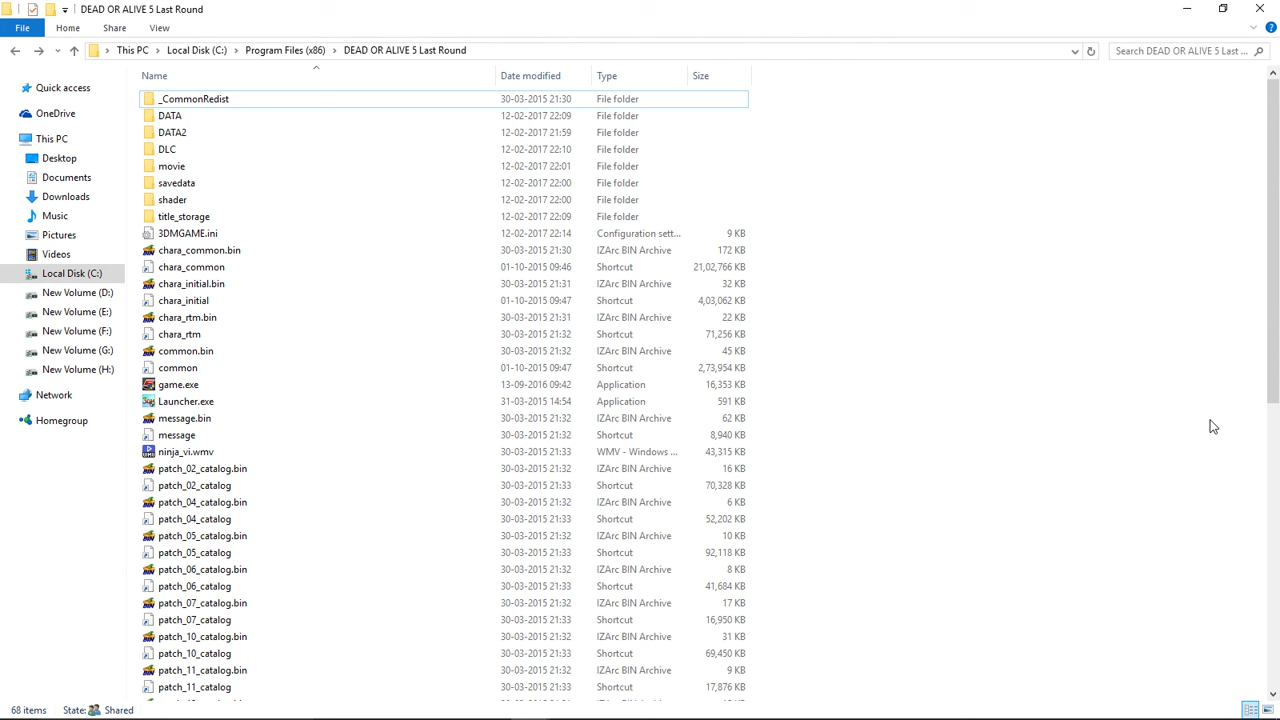 DEAD OR ALIVE 5 Last Round
File Home Share View
This PC Local Disk (C:) Program Files (x86) DEAD OR ALIVE 5 Last Round Search DEAD OR ALIVE 5 Last ...
Name Date modified Type Size
Quick access
OneDrive
This PC
Desktop
Documents
Downloads
Music
Pictures
Videos
Local Disk (C:)
New Volume (D:)
New Volume (E:)
New Volume (F:)
New Volume (G:)
New Volume (H:)
Network
Homegroup
_CommonRedist 30-03-2015 21:30 File folder
DATA 12-02-2017 22:09 File folder
DATA2 12-02-2017 21:59 File folder
DLC 12-02-2017 22:10 File folder
movie 12-02-2017 22:01 File folder
savedata 12-02-2017 22:00 File folder
shader 12-02-2017 22:00 File folder
title_storage 12-02-2017 22:09 File folder
3DMGAME.ini 12-02-2017 22:14 Configuration sett... 9 KB
chara_common.bin 30-03-2015 21:30 IZArc BIN Archive 172 KB
chara_common 01-10-2015 09:46 Shortcut 21,02,766 KB
chara_initial.bin 30-03-2015 21:31 IZArc BIN Archive 32 KB
chara_initial 01-10-2015 09:47 Shortcut 4,03,062 KB
chara_rtm.bin 30-03-2015 21:31 IZArc BIN Archive 22 KB
chara_rtm 30-03-2015 21:32 Shortcut 71,256 KB
common.bin 30-03-2015 21:32 IZArc BIN Archive 45 KB
common 01-10-2015 09:47 Shortcut 2,73,954 KB
game.exe 13-09-2016 09:42 Application 16,353 KB
Launcher.exe 31-03-2015 14:54 Application 591 KB
message.bin 30-03-2015 21:32 IZArc BIN Archive 62 KB
message 30-03-2015 21:32 Shortcut 8,940 KB
ninja_vi.wmv 30-03-2015 21:33 WMV - Windows ... 43,315 KB
patch_02_catalog.bin 30-03-2015 21:32 IZArc BIN Archive 16 KB
patch_02_catalog 30-03-2015 21:33 Shortcut 70,328 KB
patch_04_catalog.bin 30-03-2015 21:32 IZArc BIN Archive 6 KB
patch_04_catalog 30-03-2015 21:33 Shortcut 52,202 KB
patch_05_catalog.bin 30-03-2015 21:32 IZArc BIN Archive 10 KB
patch_05_catalog 30-03-2015 21:33 Shortcut 92,118 KB
patch_06_catalog.bin 30-03-2015 21:32 IZArc BIN Archive 8 KB
patch_06_catalog 30-03-2015 21:33 Shortcut 41,684 KB
patch_07_catalog.bin 30-03-2015 21:32 IZArc BIN Archive 17 KB
patch_07_catalog 30-03-2015 21:33 Shortcut 16,950 KB
patch_10_catalog.bin 30-03-2015 21:32 IZArc BIN Archive 31 KB
patch_10_catalog 30-03-2015 21:33 Shortcut 69,450 KB
patch_11_catalog.bin 30-03-2015 21:32 IZArc BIN Archive 9 KB
patch_11_catalog 30-03-2015 21:33 Shortcut 17,876 KB
68 items State: Shared